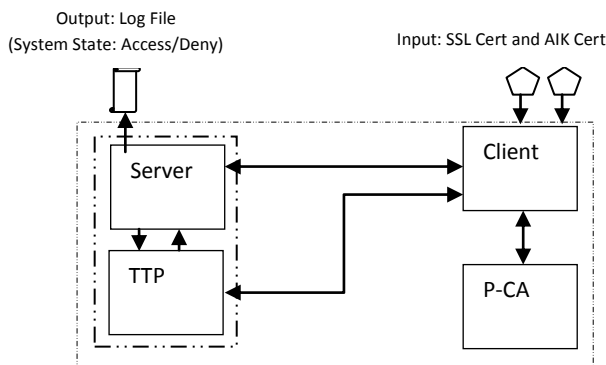 Output: Log File
(System State: Access/Deny)
Input: SSL Cert and AIK Cert
Server
Client
TTP
P-CA